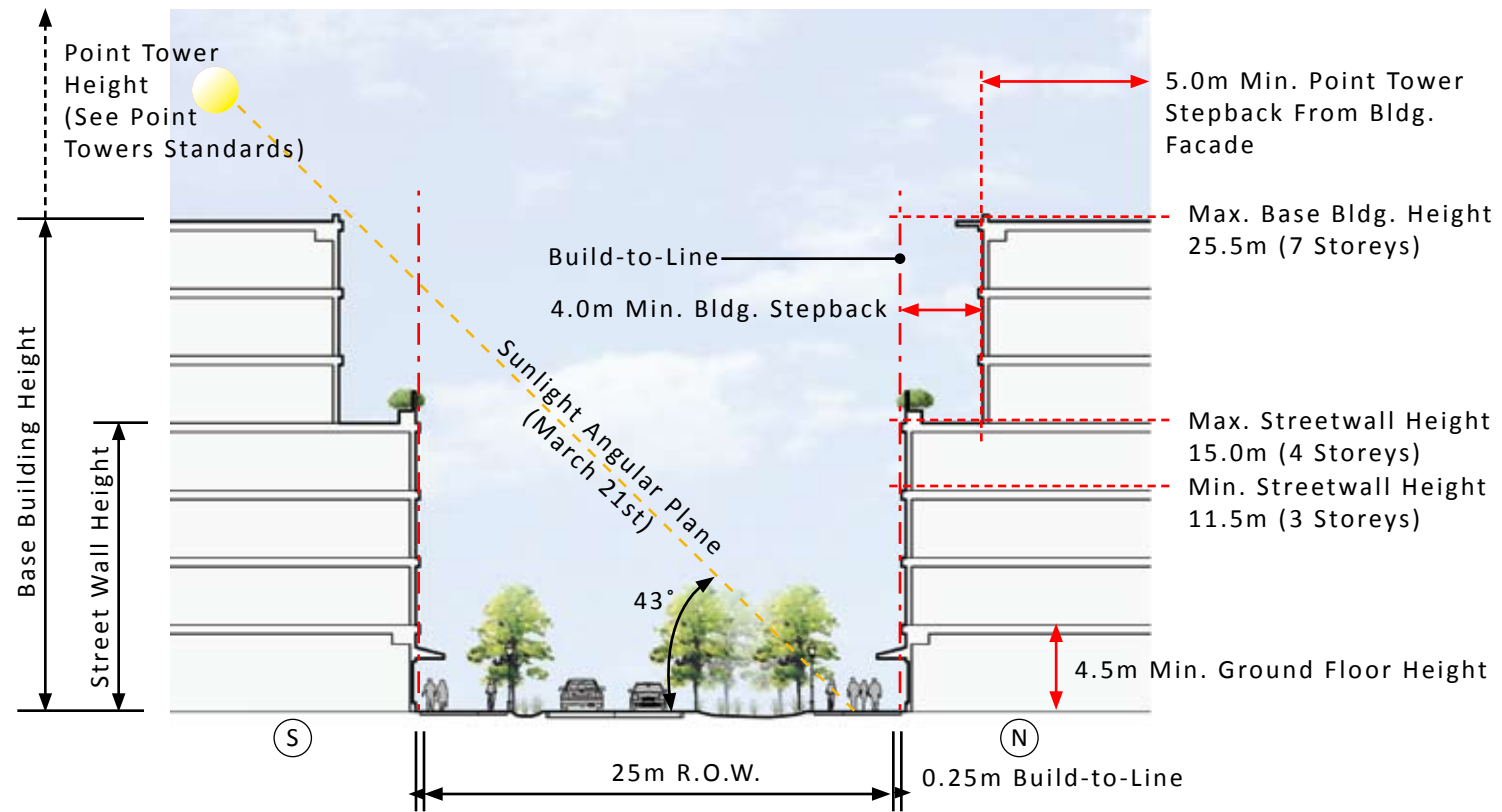 Point Tower
Height
(See Point
Towers Standards)
5.0m Min. Point Tower
Stepback From Bldg.
Facade
Max. Base Bldg. Height
25.5m (7 Storeys)
Build-to-Line
4.0m Min. Bldg. Stepback
Sunlight Angular Plane
(March 21st)
Base Building Height
Street Wall Height
Max. Streetwall Height
15.0m (4 Storeys)
Min. Streetwall Height
11.5m (3 Storeys)
43°
4.5m Min. Ground Floor Height
S
N
25m R.O.W.
0.25m Build-to-Line